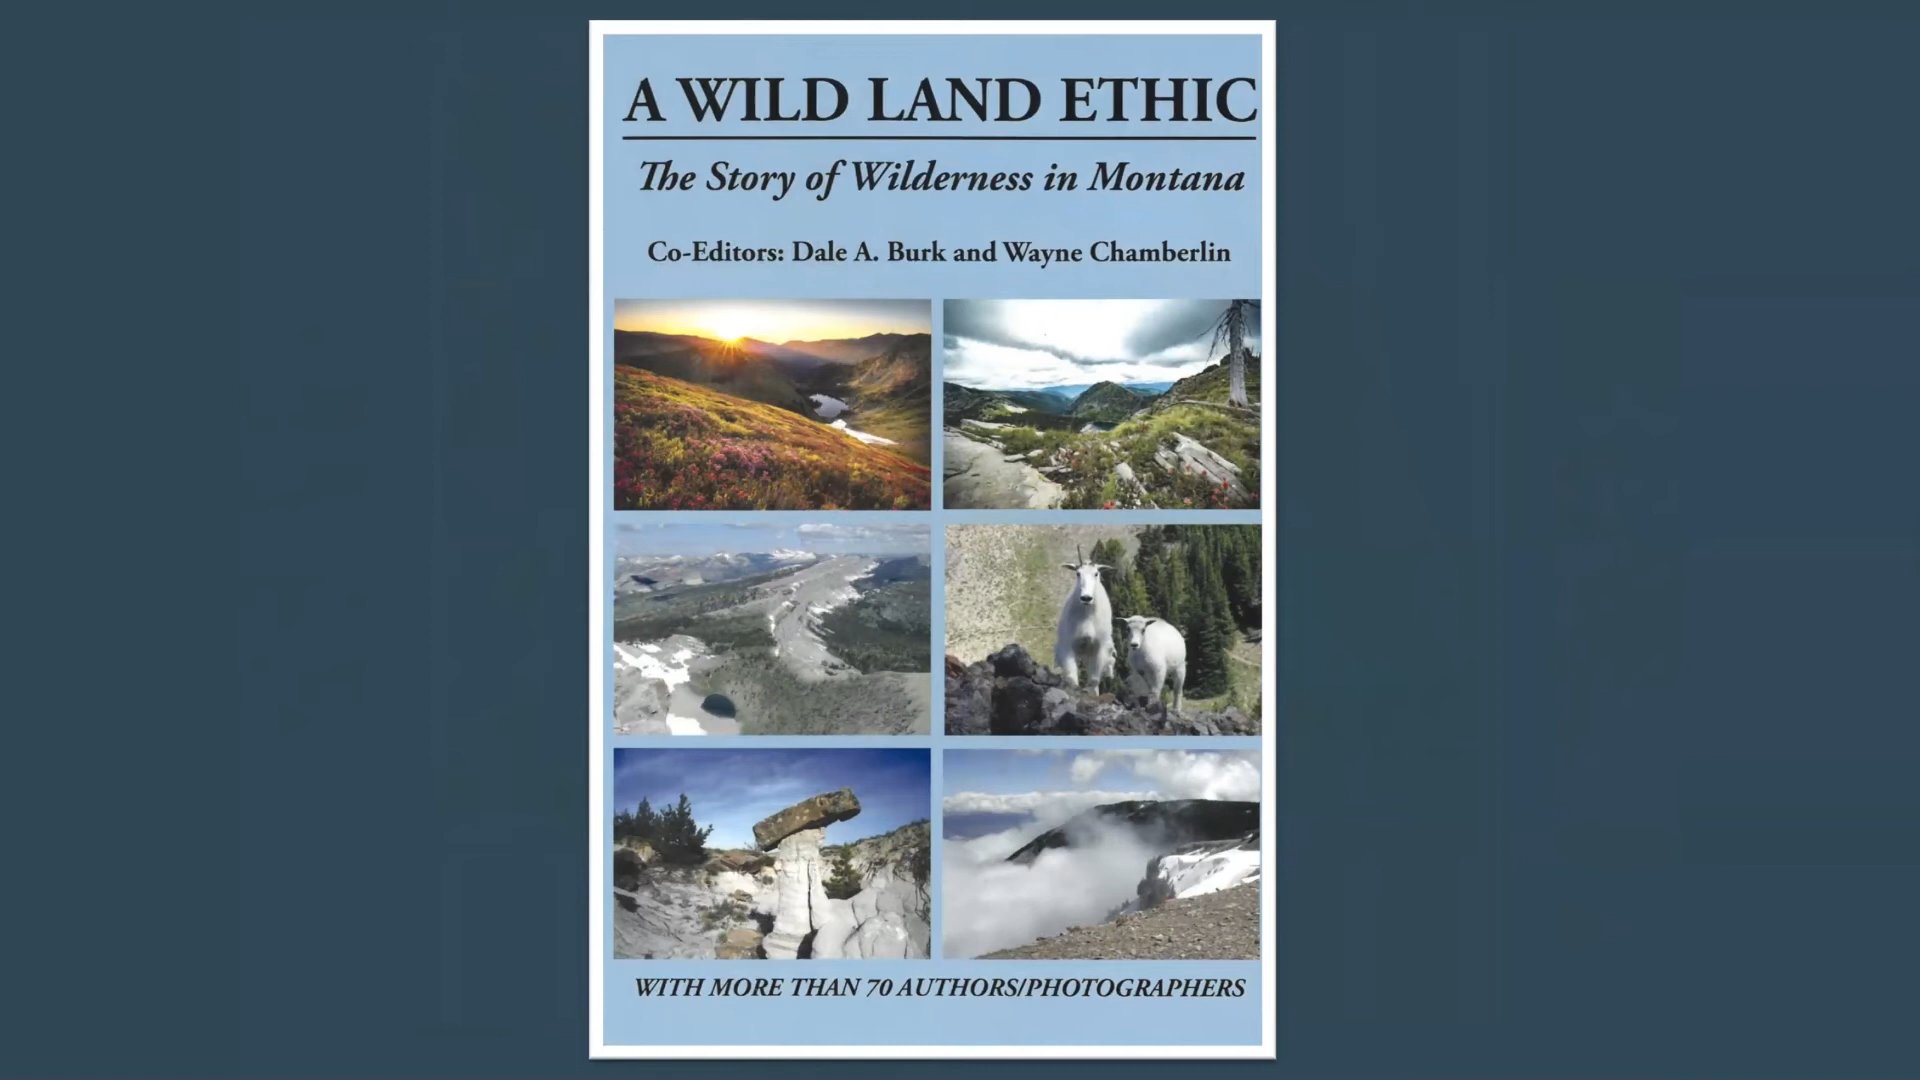 A WILD LAND ETHIC
The Story of Wilderness in Montana
Co-Editors: Dale A. Burk and Wayne Chamberlin
WITH MORE THAN 70 AUTHORS/PHOTOGRAPHERS